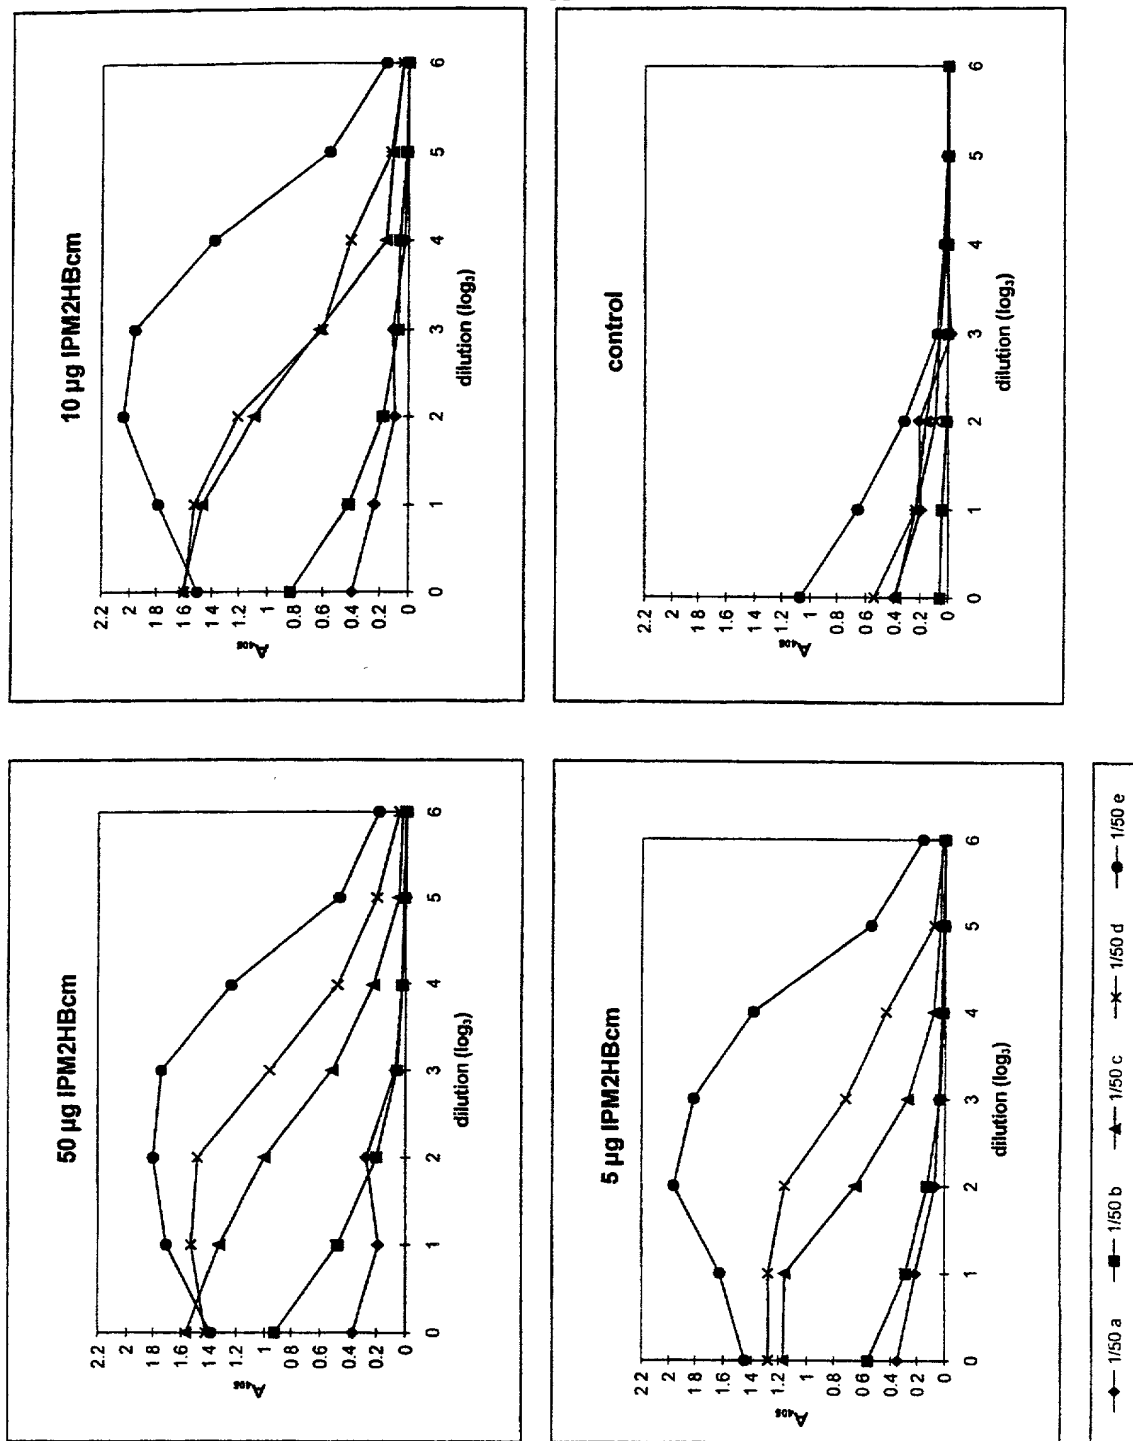 50 µg IPM2HBcm
2.2
2
1.8
1.6
1.4
1.2
1
0.8
0.6
0.4
0.2
0
A₄₀₅
0 1 2 3 4 5 6
dilution (log₃)
10 µg IPM2HBcm
2.2
2
1.8
1.6
1.4
1.2
1
0.8
0.6
0.4
0.2
0
A₄₀₅
0 1 2 3 4 5 6
dilution (log₃)
5 µg IPM2HBcm
2.2
2
1.8
1.6
1.4
1.2
1
0.8
0.6
0.4
0.2
0
A₄₀₅
0 1 2 3 4 5 6
dilution (log₃)
control
2.2
2
1.8
1.6
1.4
1.2
1
0.8
0.6
0.4
0.2
0
A₄₀₅
0 1 2 3 4 5 6
dilution (log₃)
1/50 a 1/50 b 1/50 c 1/50 d 1/50 e